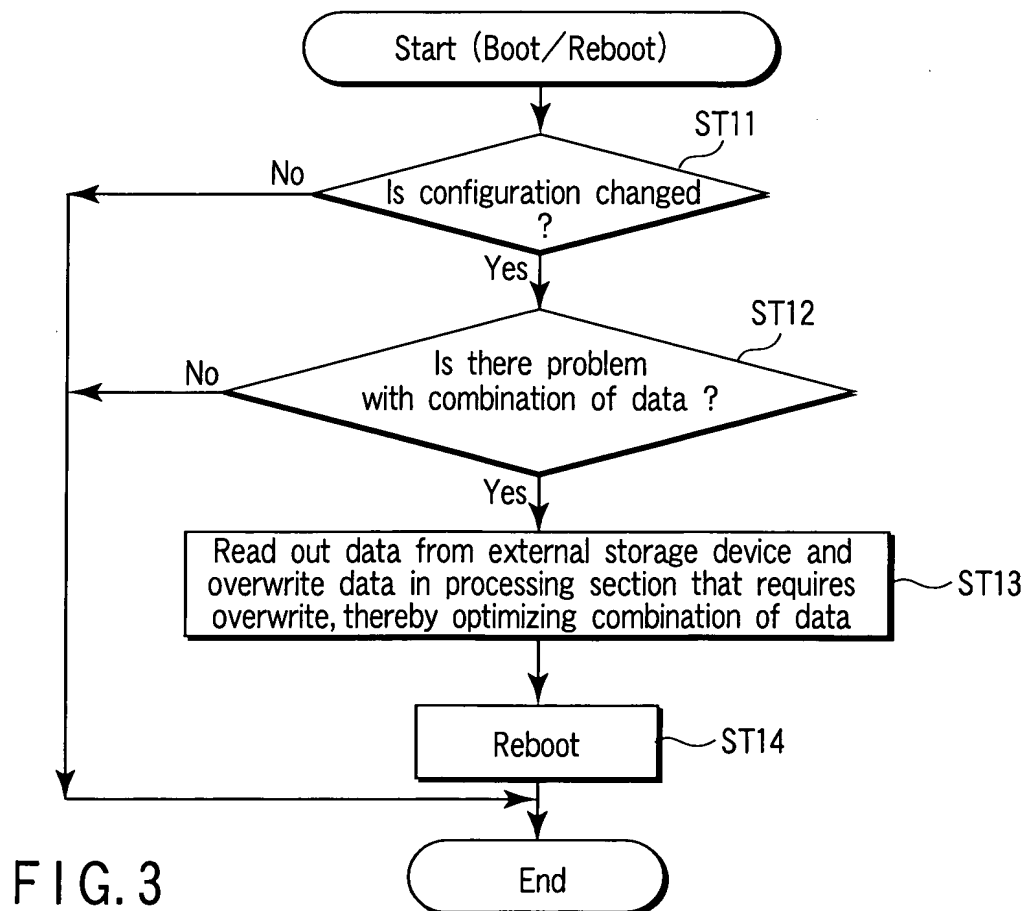 Start (Boot/Reboot)
ST11
No
Is configuration changed
?
Yes
ST12
No
Is there problem
with combination of data ?
Yes
Read out data from external storage device and
overwrite data in processing section that requires
overwrite, thereby optimizing combination of data
ST13
Reboot
ST14
End
FIG. 3